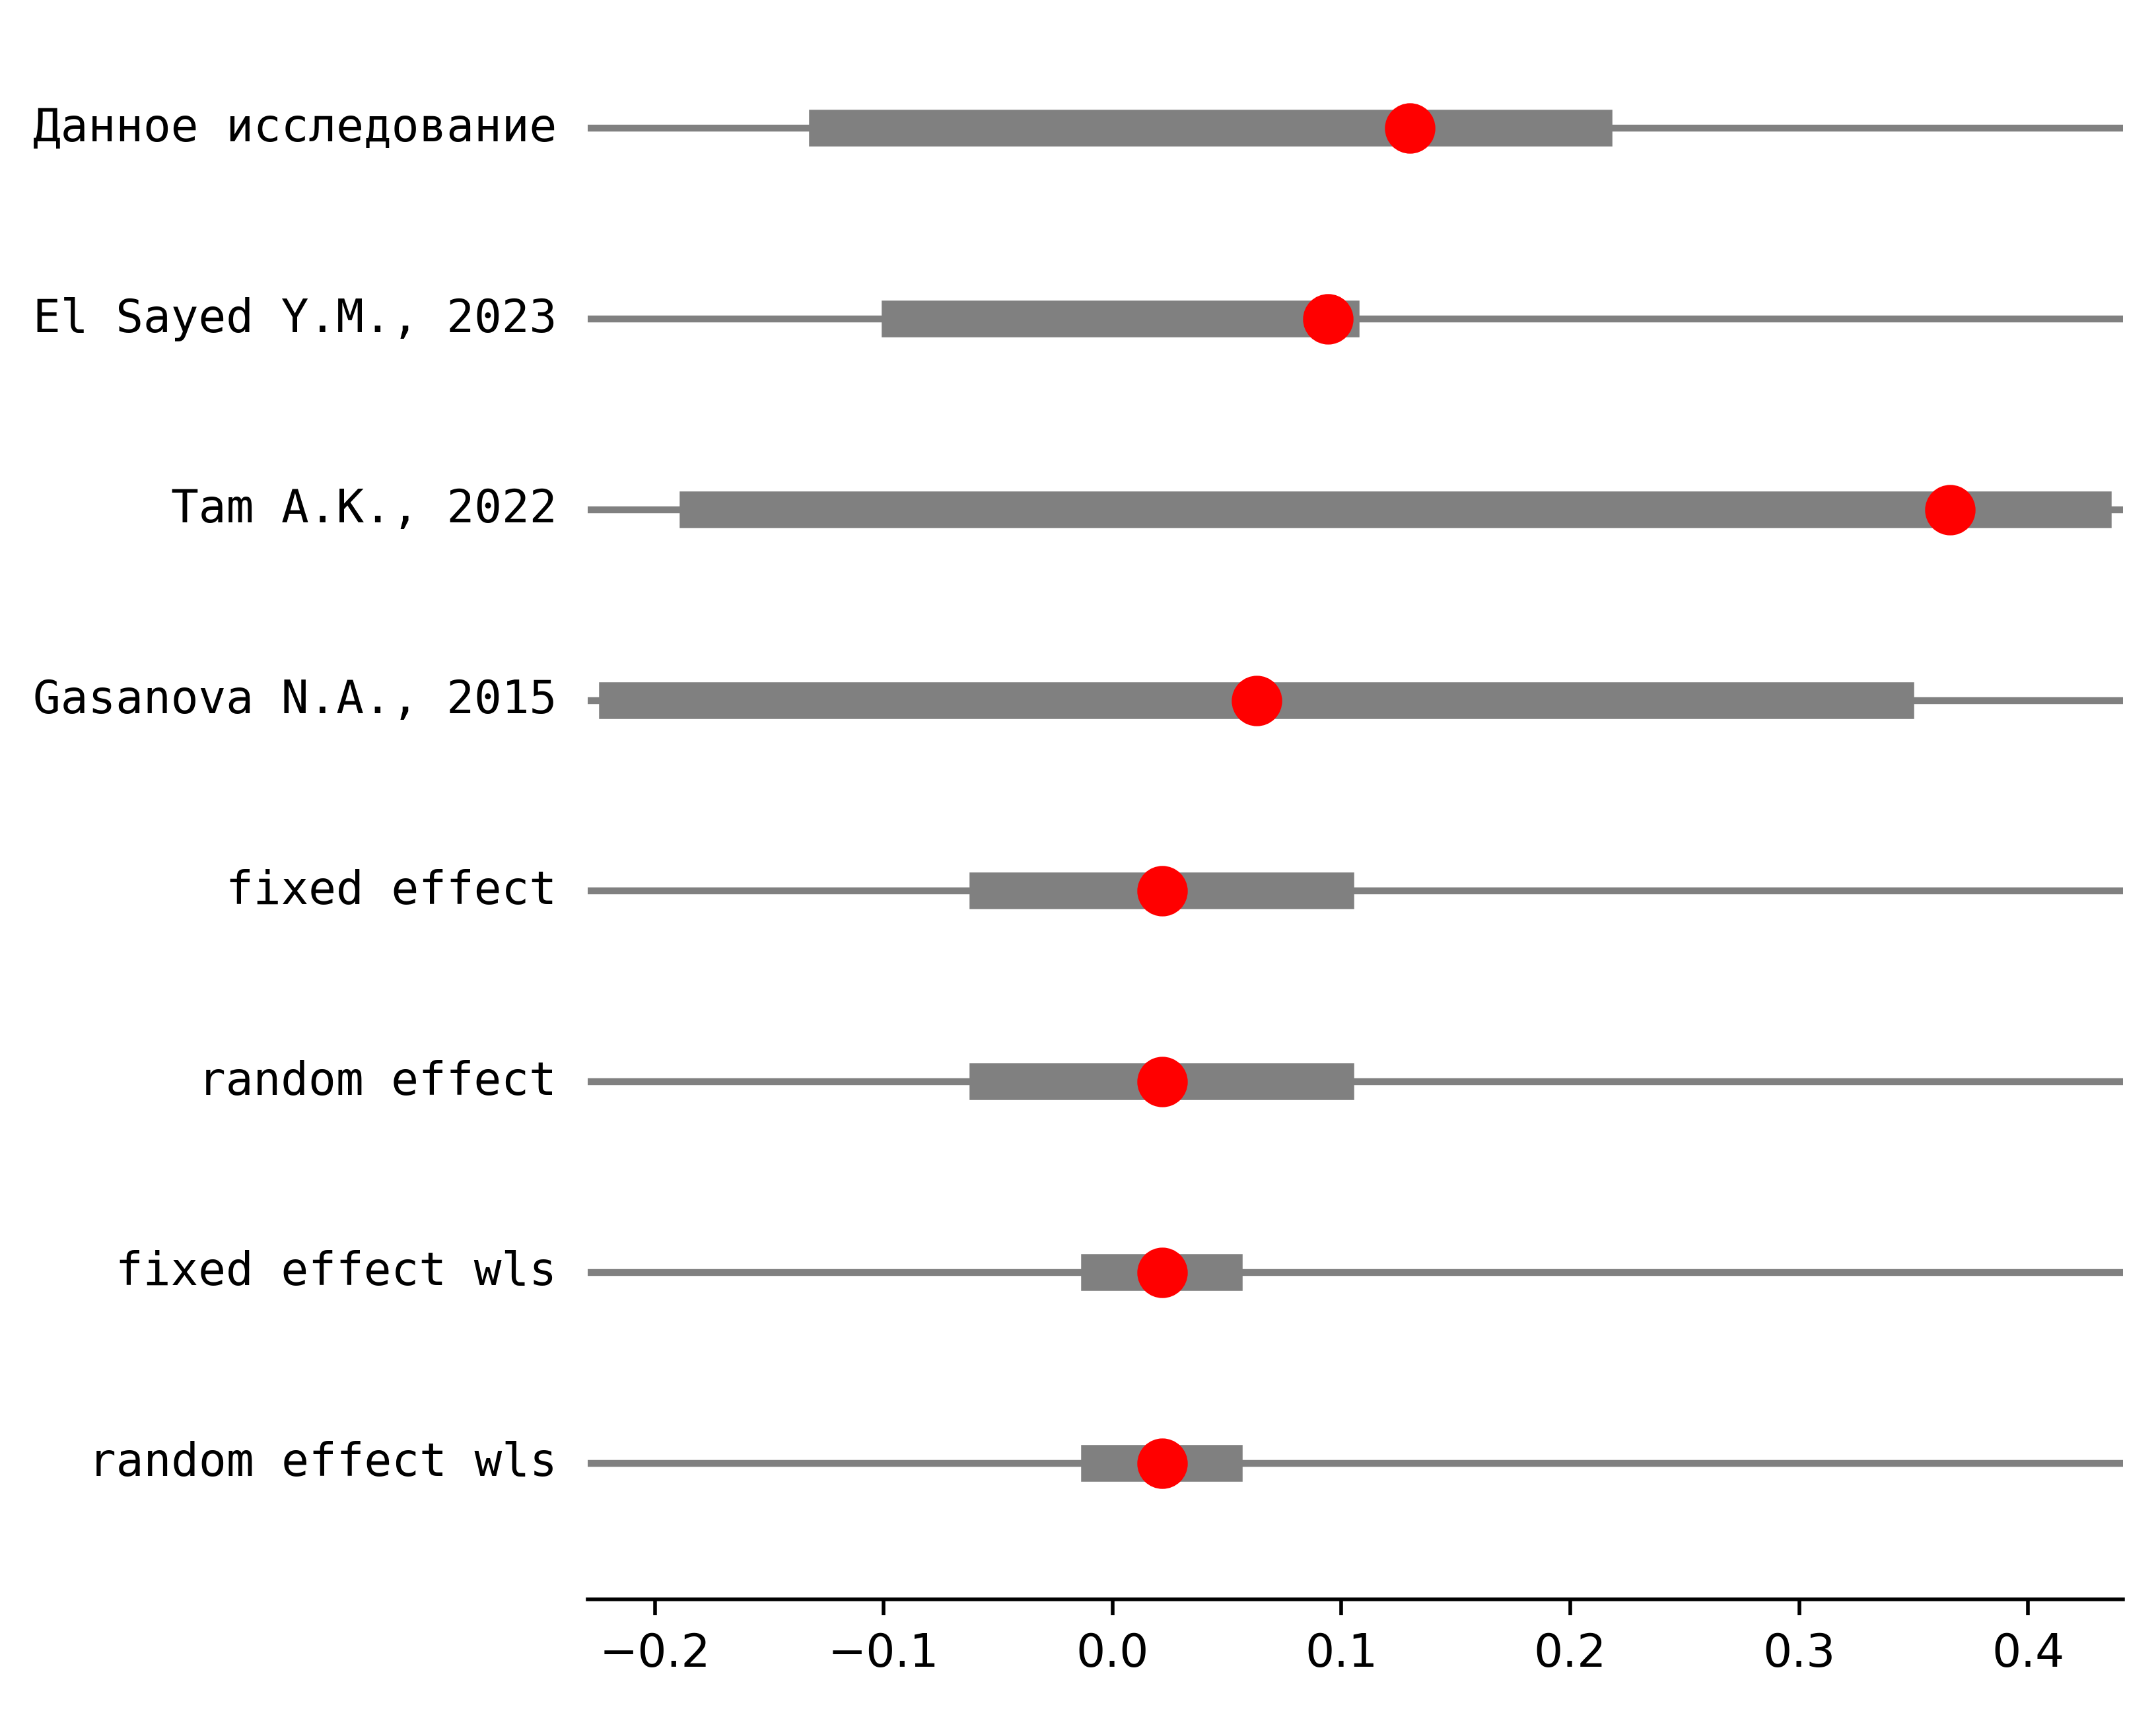 Данное исследование
El Sayed Y.M., 2023
Tam A.K., 2022
Gasanova N.A., 2015
fixed effect
random effect
fixed effect wls
random effect wls
−0.2 −0.1 0.0 0.1 0.2 0.3 0.4